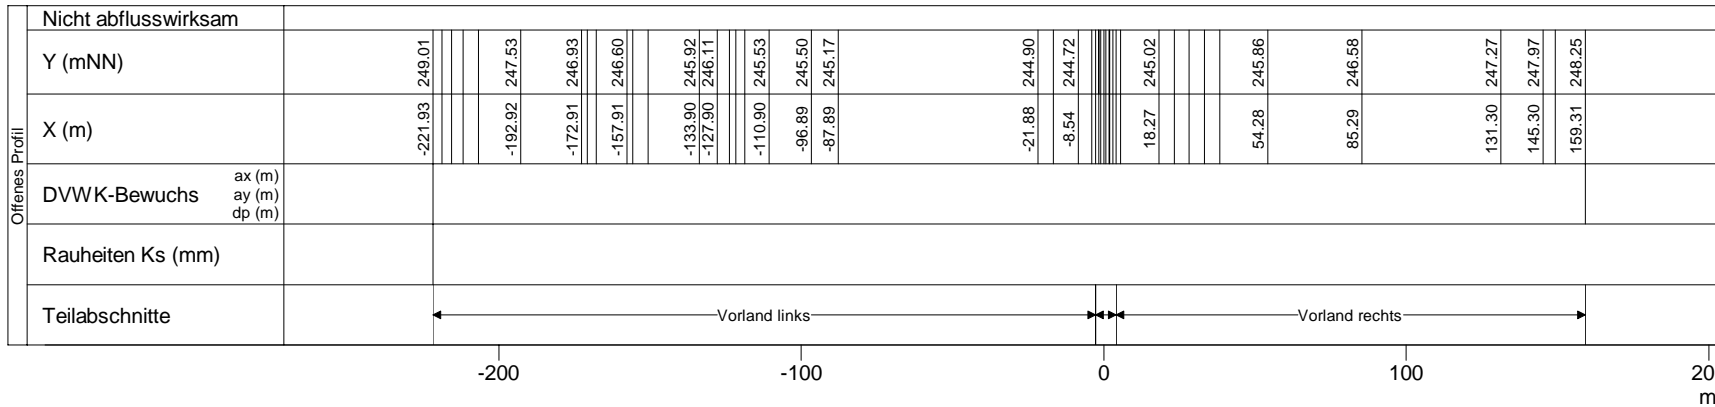 Offenes Profil
Nicht abflusswirksam
Y (mNN) 249.01 247.53 246.93 246.60 245.92 246.11 245.53 245.50 245.17 244.90 244.72 245.02 245.86 246.58 247.27 247.97 248.25
X (m) -221.93 -192.92 -172.91 -157.91 -133.90 -127.90 -110.90 -96.89 -87.89 -21.88 -8.54 18.27 54.28 85.29 131.30 145.30 159.31
DVWK-Bewuchs
ax (m)
ay (m)
dp (m)
Rauheiten Ks (mm)
Teilabschnitte Vorland links Vorland rechts
-200 -100 0 100 20
m